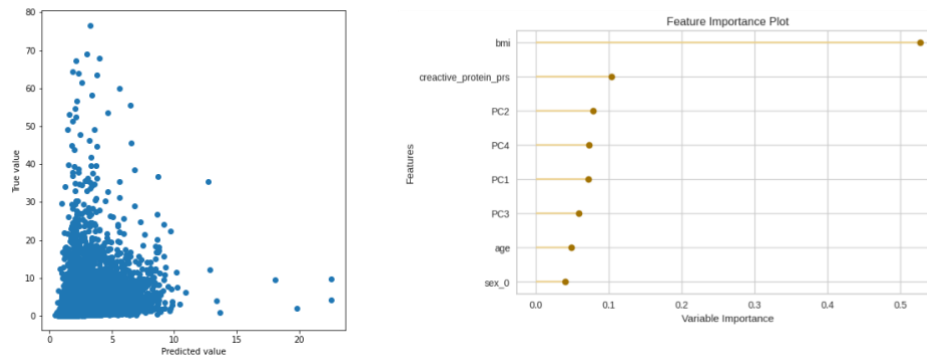 80
70
60
50
40
30
20
10
0
True value
0 5 10 15 20
Predicted value
Feature Importance Plot
bmi
creactive_protein_prs
PC2
PC4
PC1
PC3
age
sex_0
Features
0.0 0.1 0.2 0.3 0.4 0.5
Variable Importance